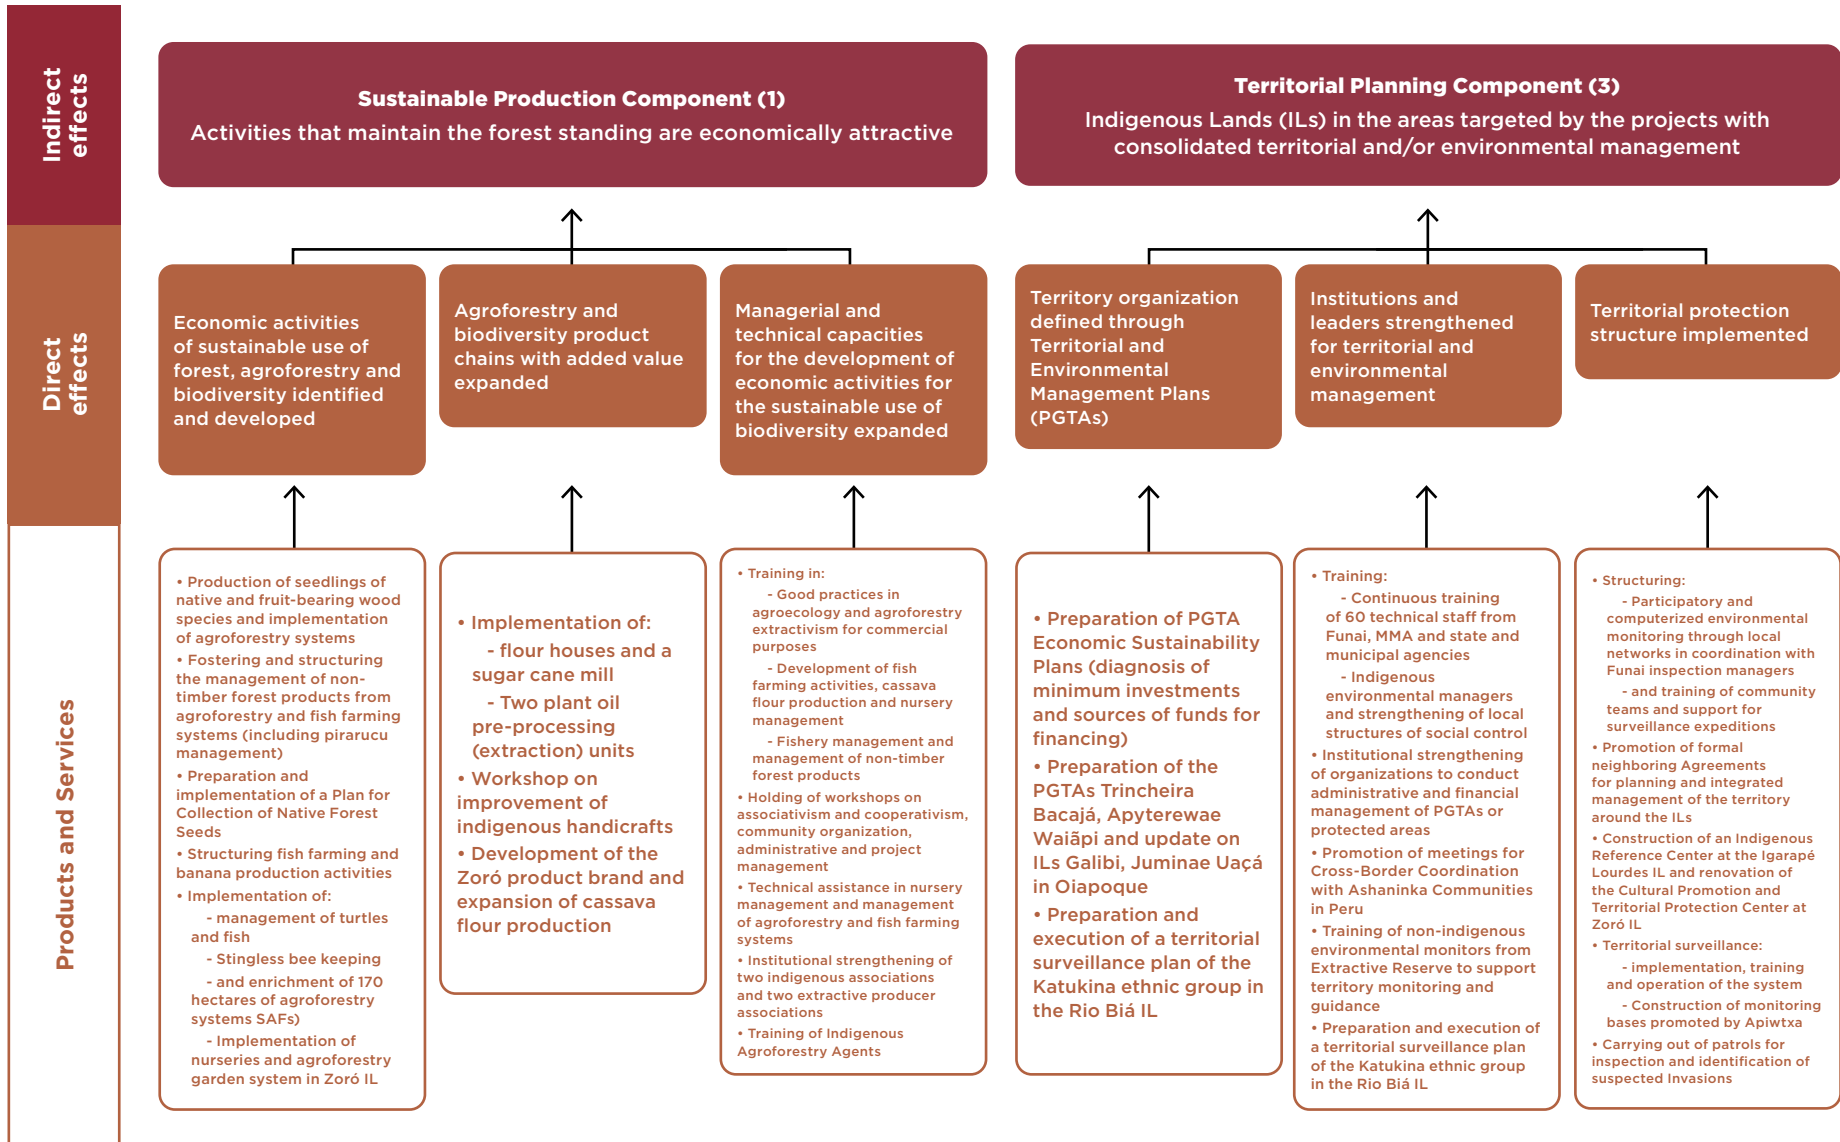 Indirect
effects
Sustainable Production Component (1)
Activities that maintain the forest standing are economically attractive
Territorial Planning Component (3)
Indigenous Lands (ILs) in the areas targeted by the projects with
consolidated territorial and/or environmental management
Direct
effects
Economic activities
of sustainable use of
forest, agroforestry and
biodiversity identified
and developed
Agroforestry and
biodiversity product
chains with added value
expanded
Managerial and
technical capacities
for the development of
economic activities for
the sustainable use of
biodiversity expanded
Territory organization
defined through
Territorial and
Environmental
Management Plans
(PGTAs)
Institutions and
leaders strengthened
for territorial and
environmental
management
Territorial protection
structure implemented
Products and Services
• Production of seedlings of
native and fruit-bearing wood
species and implementation
of agroforestry systems
• Fostering and structuring
the management of non-
timber forest products from
agroforestry and fish farming
systems (including pirarucu
management)
• Preparation and
implementation of a Plan for
Collection of Native Forest
Seeds
• Structuring fish farming and
banana production activities
• Implementation of:
- management of turtles
and fish
- Stingless bee keeping
- and enrichment of 170
hectares of agroforestry
systems SAFs)
- Implementation of
nurseries and agroforestry
garden system in Zoró IL
• Implementation of:
- flour houses and a
sugar cane mill
- Two plant oil
pre-processing
(extraction) units
• Workshop on
improvement of
indigenous handicrafts
• Development of the
Zoró product brand and
expansion of cassava
flour production
• Training in:
- Good practices in
agroecology and agroforestry
extractivism for commercial
purposes
- Development of fish
farming activities, cassava
flour production and nursery
management
- Fishery management and
management of non-timber
forest products
• Holding of workshops on
associativism and cooperativism,
community organization,
administrative and project
management
• Technical assistance in nursery
management and management
of agroforestry and fish farming
systems
• Institutional strengthening of
two indigenous associations
and two extractive producer
associations
• Training of Indigenous
Agroforestry Agents
• Preparation of PGTA
Economic Sustainability
Plans (diagnosis of
minimum investments
and sources of funds for
financing)
• Preparation of the
PGTAs Trincheira
Bacajá, Apyterewae
Waiãpi and update on
ILs Galibi, Juminae Uaçá
in Oiapoque
• Preparation and
execution of a territorial
surveillance plan of the
Katukina ethnic group in
the Rio Biá IL
• Training:
- Continuous training
of 60 technical staff from
Funai, MMA and state and
municipal agencies
- Indigenous
environmental managers
and strengthening of local
structures of social control
• Institutional strengthening
of organizations to conduct
administrative and financial
management of PGTAs or
protected areas
• Promotion of meetings for
Cross-Border Coordination
with Ashaninka Communities
in Peru
• Training of non-indigenous
environmental monitors from
Extractive Reserve to support
territory monitoring and
guidance
• Preparation and execution of
a territorial surveillance plan
of the Katukina ethnic group
in the Rio Biá IL
• Structuring:
- Participatory and
computerized environmental
monitoring through local
networks in coordination with
Funai inspection managers
- and training of community
teams and support for
surveillance expeditions
• Promotion of formal
neighboring Agreements
for planning and integrated
management of the territory
around the ILs
• Construction of an Indigenous
Reference Center at the Igarapé
Lourdes IL and renovation of
the Cultural Promotion and
Territorial Protection Center at
Zoró IL
• Territorial surveillance:
- implementation, training
and operation of the system
- Construction of monitoring
bases promoted by Apiwtxa
• Carrying out of patrols for
inspection and identification of
suspected Invasions